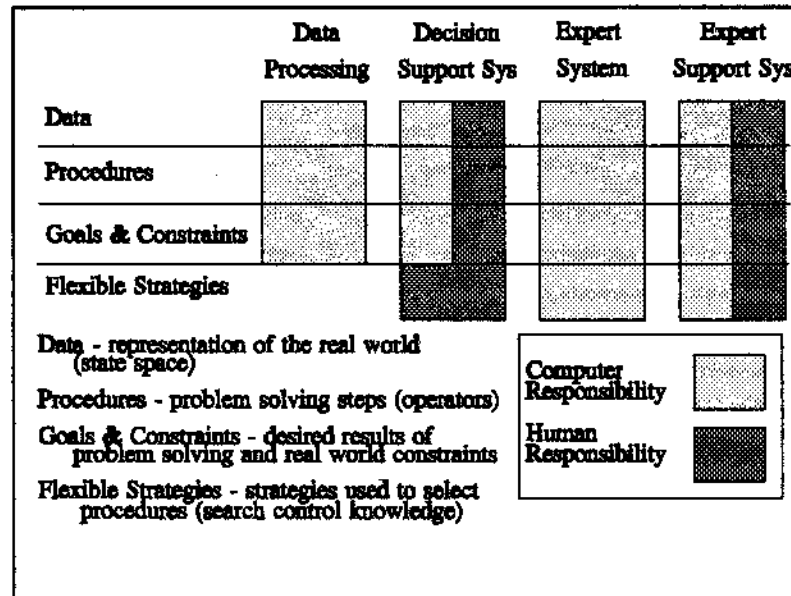 Data Decision Expert Expert
Processing Support Sys System Support Sys
Data
Procedures
Goals & Constraints
Flexible Strategies
Data - representation of the real world
(state space)
Procedures - problem solving steps (operators)
Goals & Constraints - desired results of
problem solving and real world constraints
Flexible Strategies - strategies used to select
procedures (search control knowledge)
Computer
Responsibility
Human
Responsibility